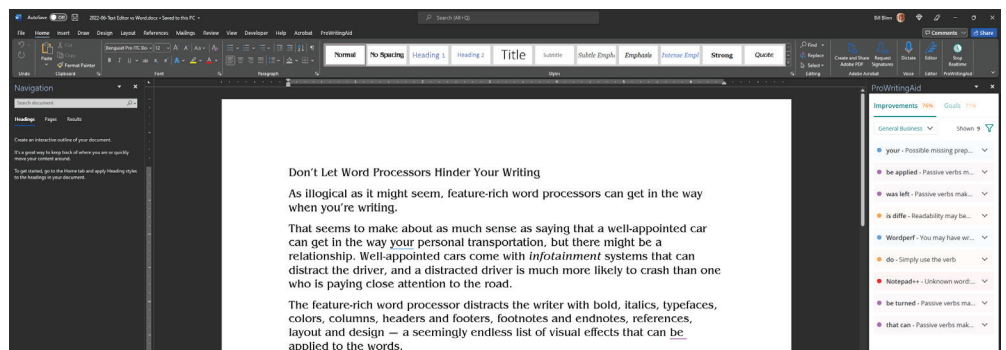 AutoSave Off 2022-06-Text Editor vs Word.docx • Saved to this PC
Search (Alt+Q)
Bill Blinn
File Home Insert Draw Design Layout References Mailings Review View Developer Help Acrobat ProWritingAid
Comments Share
Paste
Cut
Copy
Format Painter
Benguiat Pro ITC Bo 12
Normal No Spacing Heading 1 Heading 2 Title Subtitle Subtle Emph Emphasis Intense Empl Strong Quote
Find
Replace
Select
Create and Share Adobe PDF
Request Signatures
Dictate
Editor
Stop Realtime
Undo Clipboard Font Paragraph Styles Editing Adobe Acrobat Voice Editor ProWritingAid
Navigation
Search document
Headings Pages Results
Create an interactive outline of your document.
It's a great way to keep track of where you are or quickly
move your content around.
To get started, go to the Home tab and apply Heading styles
to the headings in your document.
Don't Let Word Processors Hinder Your Writing
As illogical as it might seem, feature-rich word processors can get in the way
when you're writing.
That seems to make about as much sense as saying that a well-appointed car
can get in the way your personal transportation, but there might be a
relationship. Well-appointed cars come with infotainment systems that can
distract the driver, and a distracted driver is much more likely to crash than one
who is paying close attention to the road.
The feature-rich word processor distracts the writer with bold, italics, typefaces,
colors, columns, headers and footers, footnotes and endnotes, references,
layout and design — a seemingly endless list of visual effects that can be
applied to the words.
ProWritingAid
Improvements 76% Goals 71%
General Business Shown 9
your - Possible missing prep...
be applied - Passive verbs m...
was left - Passive verbs mak...
is diffe - Readability may be...
Wordperf - You may have wr...
do - Simply use the verb
Notepad++ - Unknown word:...
be turned - Passive verbs ma...
that can - Passive verbs mak...